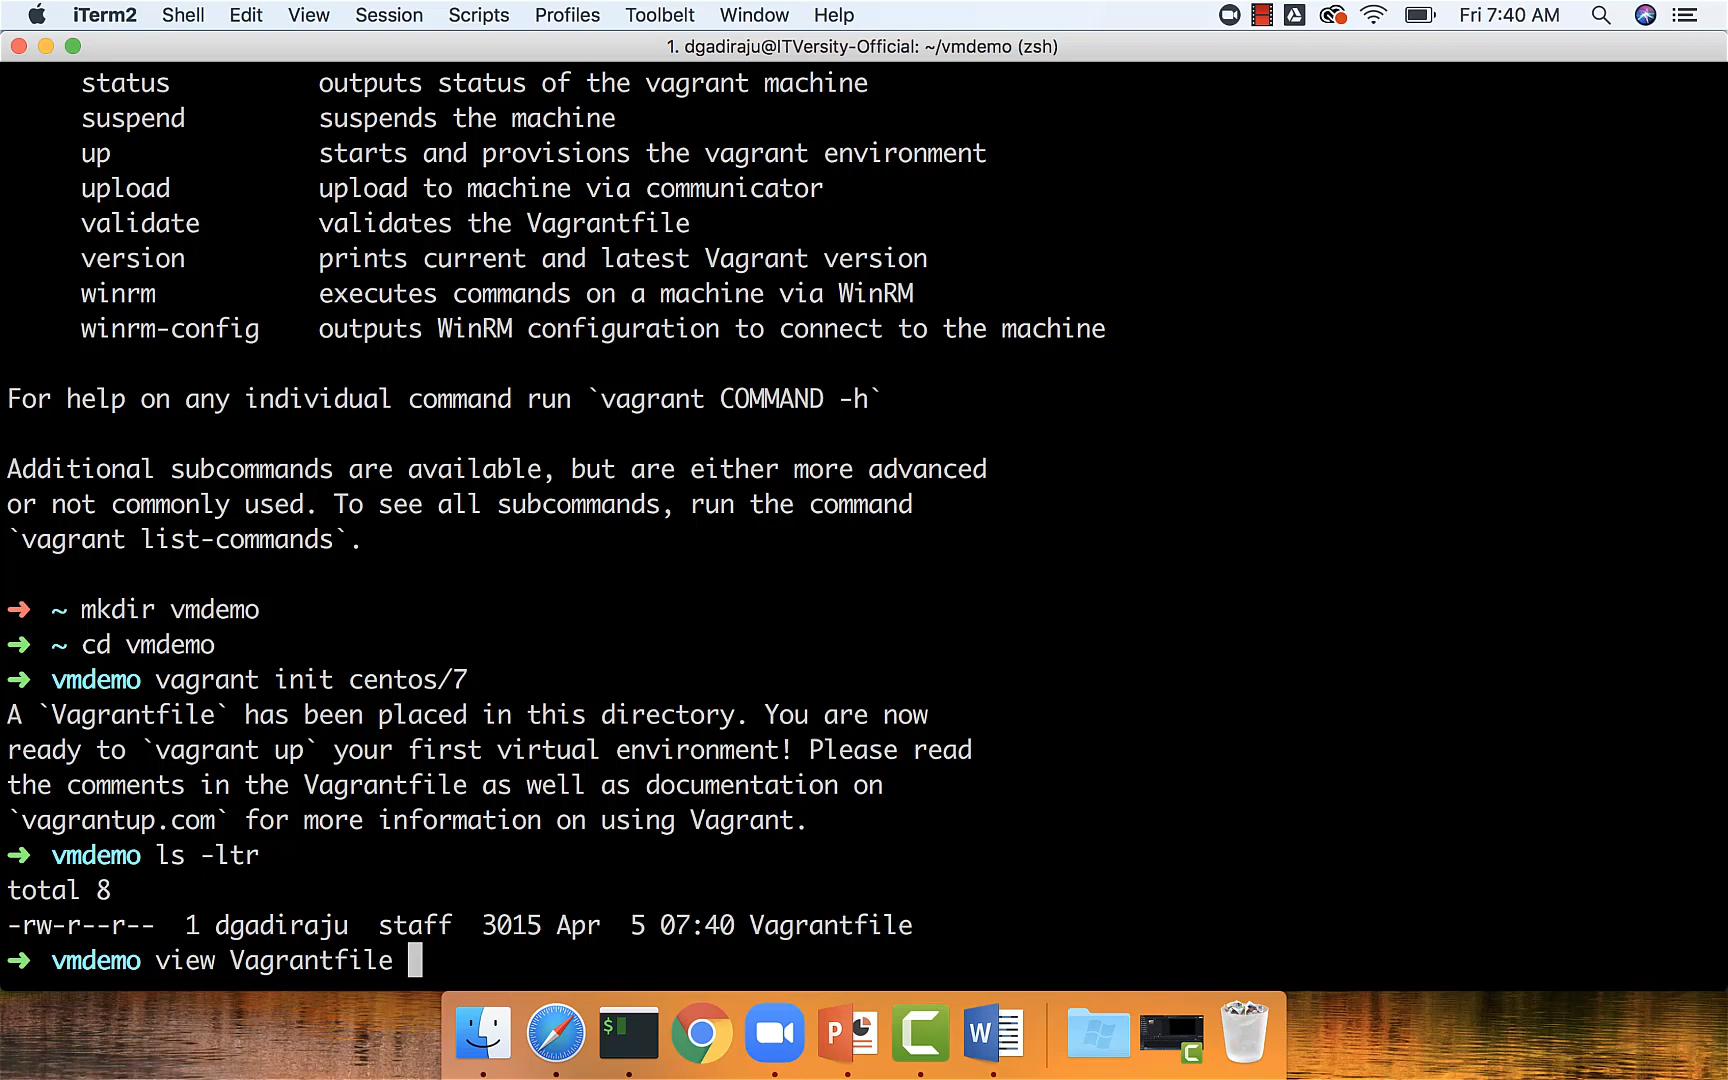 iTerm2 Shell Edit View Session Scripts Profiles Toolbelt Window Help Fri 7:40 AM
1. dgadiraju@ITVersity-Official: ~/vmdemo (zsh)
status outputs status of the vagrant machine
suspend suspends the machine
up starts and provisions the vagrant environment
upload upload to machine via communicator
validate validates the Vagrantfile
version prints current and latest Vagrant version
winrm executes commands on a machine via WinRM
winrm-config outputs WinRM configuration to connect to the machine
For help on any individual command run `vagrant COMMAND -h`
Additional subcommands are available, but are either more advanced
or not commonly used. To see all subcommands, run the command
`vagrant list-commands`.
➜ ~ mkdir vmdemo
➜ ~ cd vmdemo
➜ vmdemo vagrant init centos/7
A `Vagrantfile` has been placed in this directory. You are now
ready to `vagrant up` your first virtual environment! Please read
the comments in the Vagrantfile as well as documentation on
`vagrantup.com` for more information on using Vagrant.
➜ vmdemo ls -ltr
total 8
-rw-r--r-- 1 dgadiraju staff 3015 Apr 5 07:40 Vagrantfile
➜ vmdemo view Vagrantfile
$ P C W C